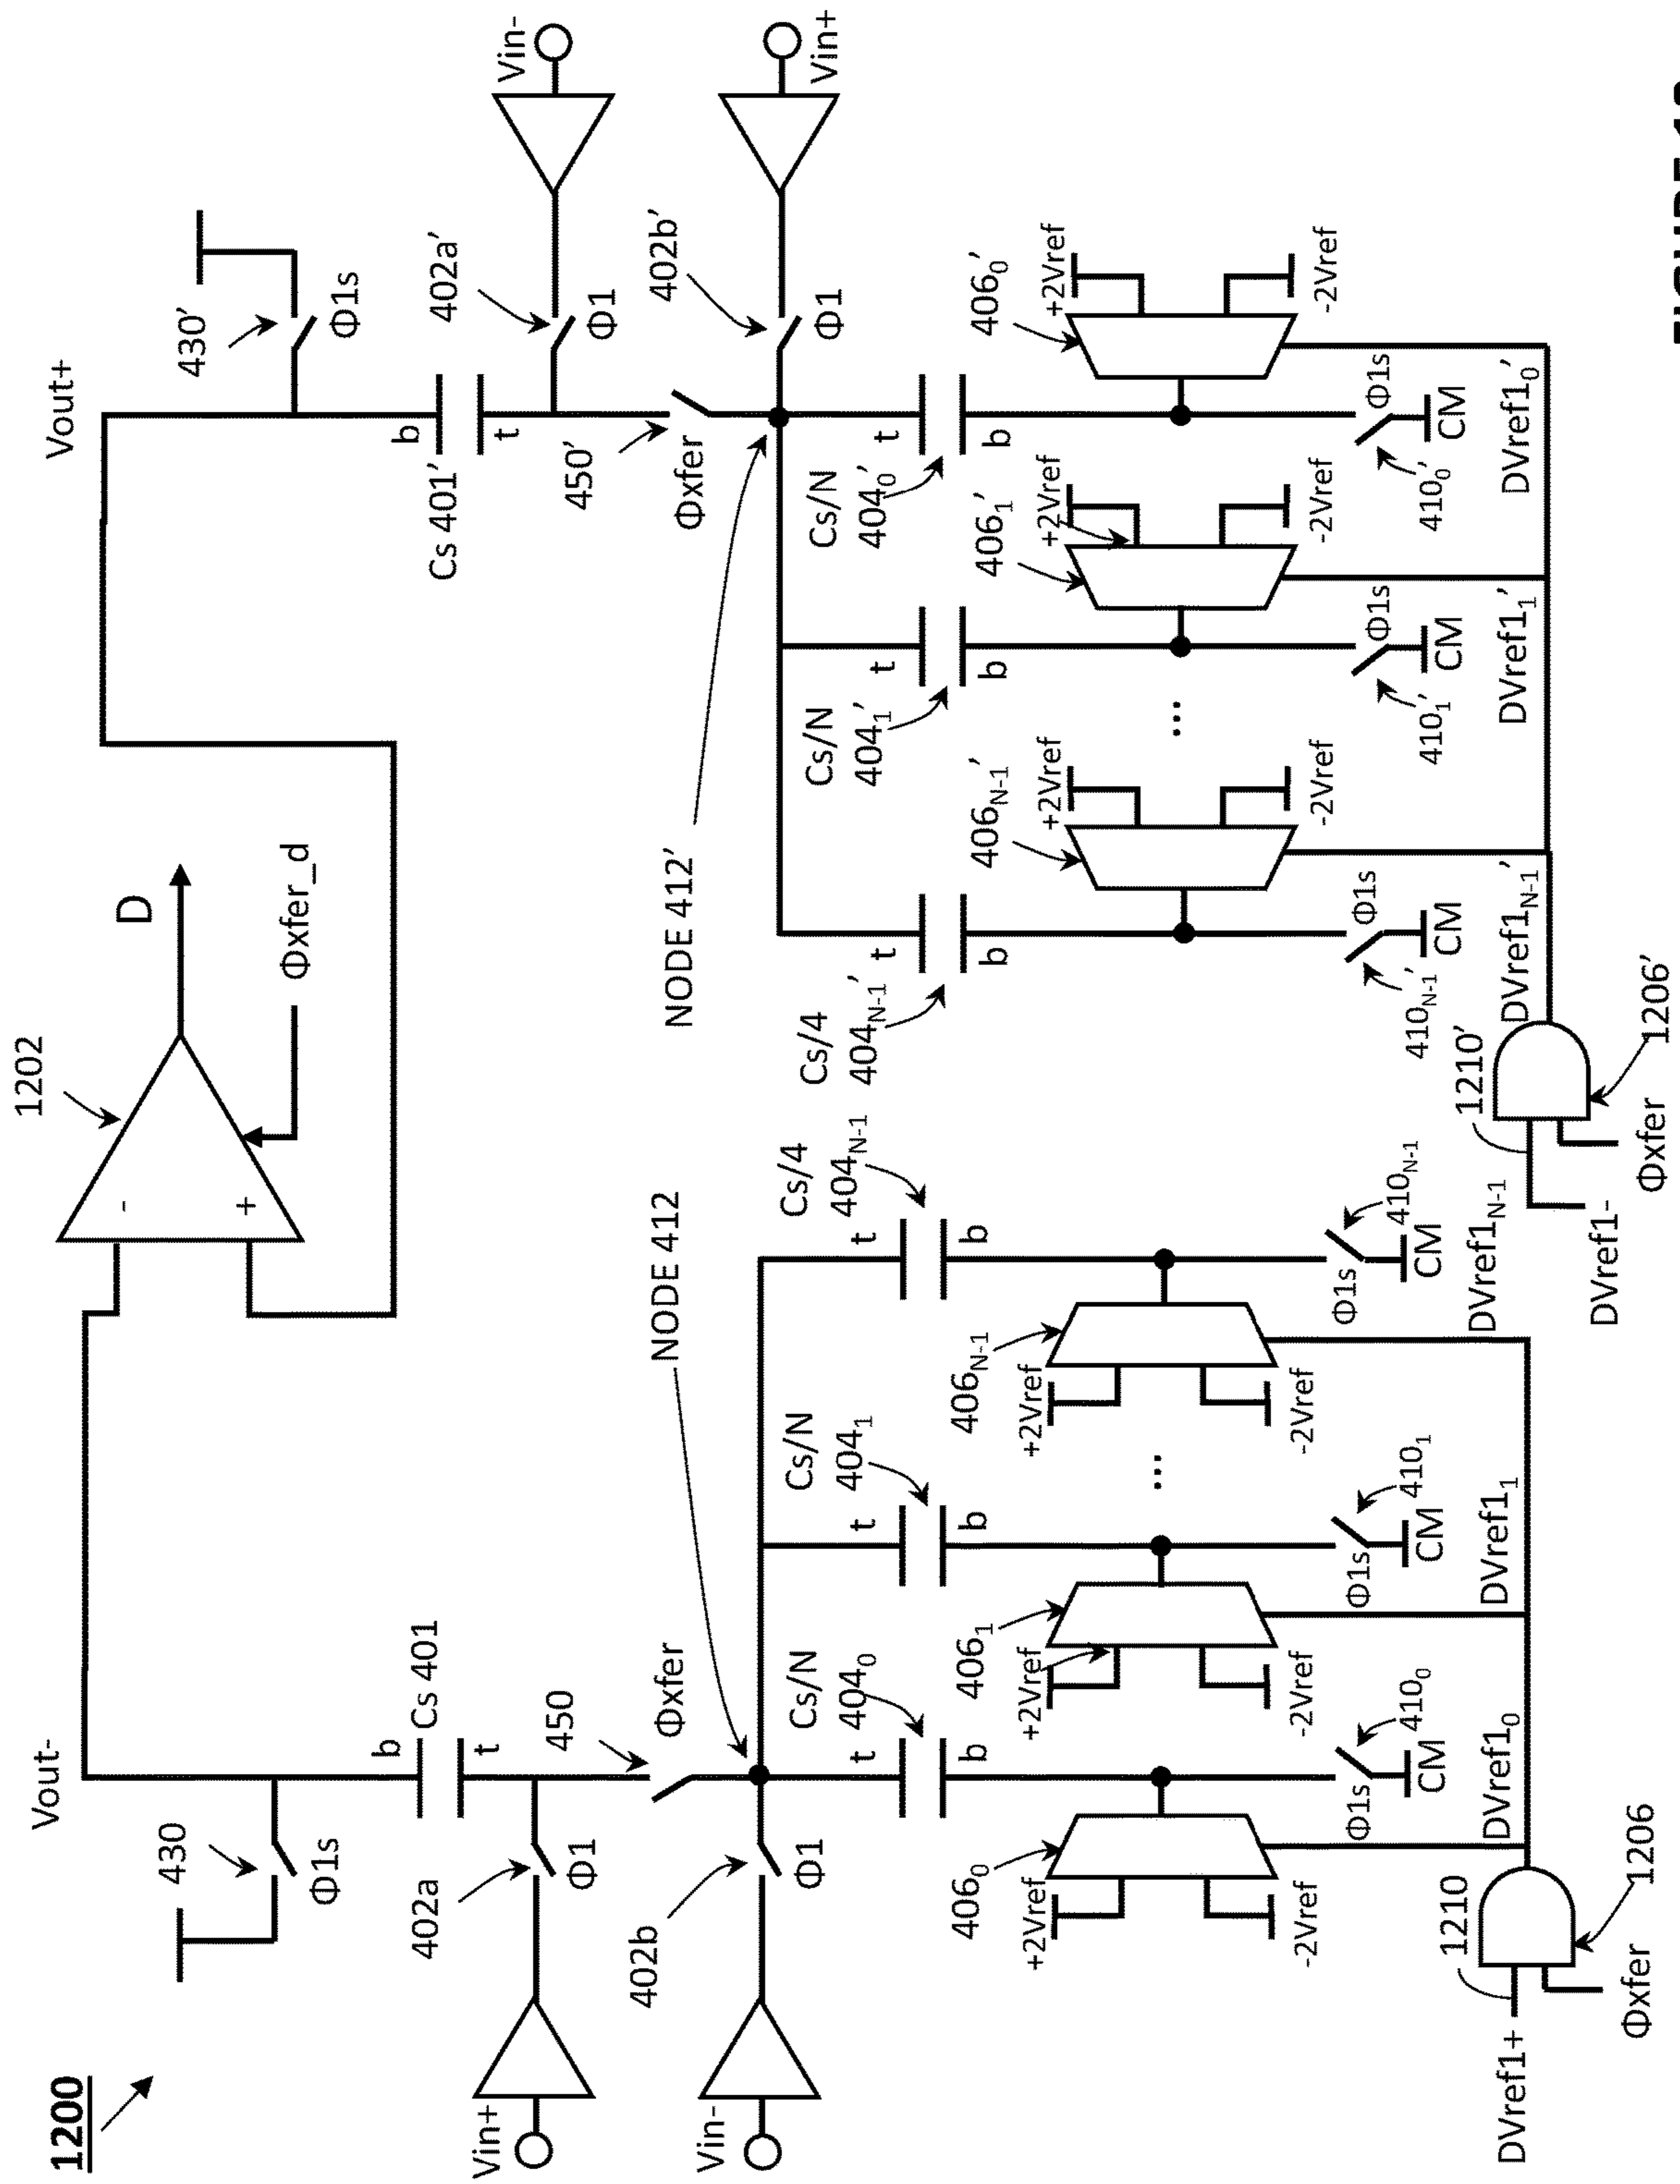 1200
Vout-
1202
Vout+
-
+
D
Φxfer_d
430
Φ1s
430'
Φ1s
b
Cs 401
t
b
Cs 401'
t
Vin+
402a
Φ1
450
Φxfer
402a'
Φ1
Vin-
450'
Φxfer
Vin-
402b
Φ1
NODE 412
NODE 412'
402b'
Φ1
Vin+
Cs/N
404₀
t
b
Cs/N
404₁
t
b
Cs/4
404N-1
t
b
Cs/4
404N-1'
t
b
Cs/N
404₁'
t
b
Cs/N
404₀'
t
b
406₀
+2Vref
-2Vref
406₁
+2Vref
-2Vref
...
406N-1
+2Vref
-2Vref
406N-1'
+2Vref
-2Vref
...
406₁'
+2Vref
-2Vref
406₀'
+2Vref
-2Vref
Φ1s
410₀
CM
Φ1s
410₁
CM
Φ1s
410N-1
CM
Φ1s
410N-1'
CM
Φ1s
410₁'
CM
Φ1s
410₀'
CM
DVref1+
1210
Φxfer
1206
DVref1₀
DVref1₁
DVref1N-1
DVref1-
1210'
Φxfer
1206'
DVref1N-1'
DVref1₁'
DVref1₀'
FIGURE